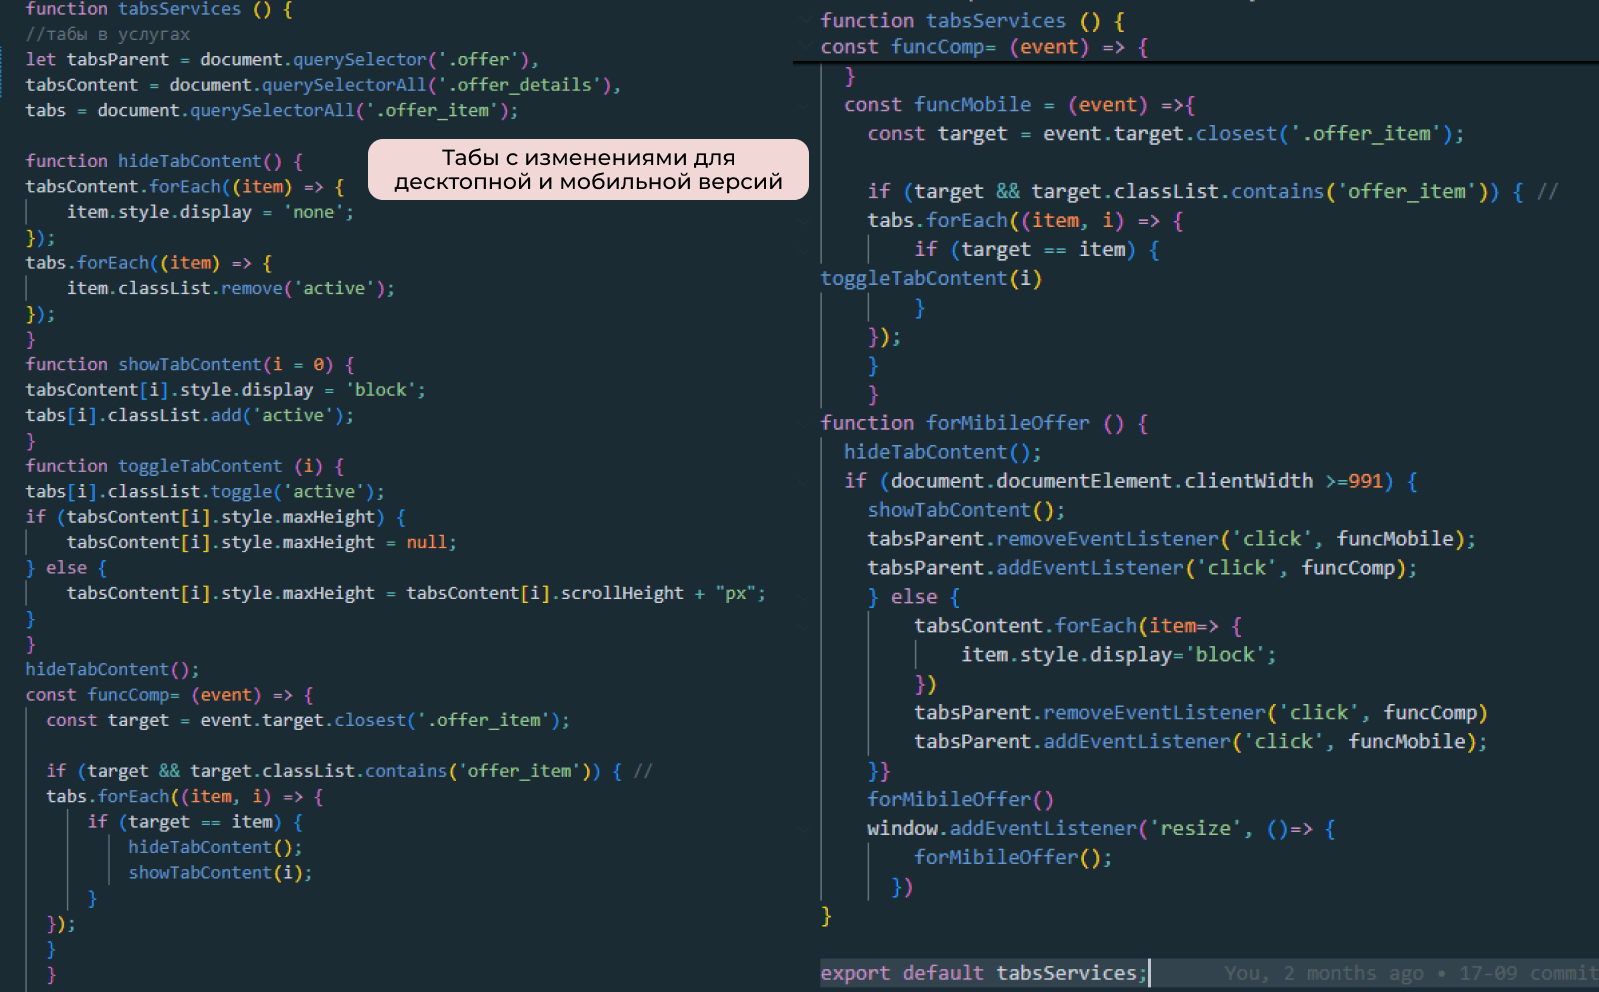 function tabsServices () {
//табы в услугах
let tabsParent = document.querySelector('.offer'),
tabsContent = document.querySelectorAll('.offer_details'),
tabs = document.querySelectorAll('.offer_item');
function hideTabContent() {
tabsContent.forEach((item) => {
item.style.display = 'none';
});
tabs.forEach((item) => {
item.classList.remove('active');
});
}
function showTabContent(i = 0) {
tabsContent[i].style.display = 'block';
tabs[i].classList.add('active');
}
function toggleTabContent (i) {
tabs[i].classList.toggle('active');
if (tabsContent[i].style.maxHeight) {
tabsContent[i].style.maxHeight = null;
} else {
tabsContent[i].style.maxHeight = tabsContent[i].scrollHeight + "px";
}
}
hideTabContent();
const funcComp= (event) => {
const target = event.target.closest('.offer_item');
if (target && target.classList.contains('offer_item')) { //
tabs.forEach((item, i) => {
if (target == item) {
hideTabContent();
showTabContent(i);
}
});
}
}
Табы с изменениями для
десктопной и мобильной версий
function tabsServices () {
const funcComp= (event) => {
}
const funcMobile = (event) =>{
const target = event.target.closest('.offer_item');
if (target && target.classList.contains('offer_item')) { //
tabs.forEach((item, i) => {
if (target == item) {
toggleTabContent(i)
}
});
}
}
function forMibileOffer () {
hideTabContent();
if (document.documentElement.clientWidth >=991) {
showTabContent();
tabsParent.removeEventListener('click', funcMobile);
tabsParent.addEventListener('click', funcComp);
} else {
tabsContent.forEach(item=> {
item.style.display='block';
})
tabsParent.removeEventListener('click', funcComp)
tabsParent.addEventListener('click', funcMobile);
}}
forMibileOffer()
window.addEventListener('resize', ()=> {
forMibileOffer();
})
}
export default tabsServices; You, 2 months ago • 17-09 commit